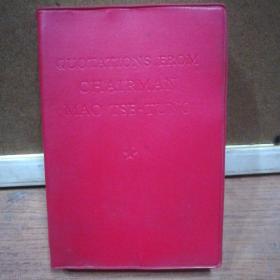 QUOTATIONS FROM
CHAIRMAN
MAO TSE-TUNG